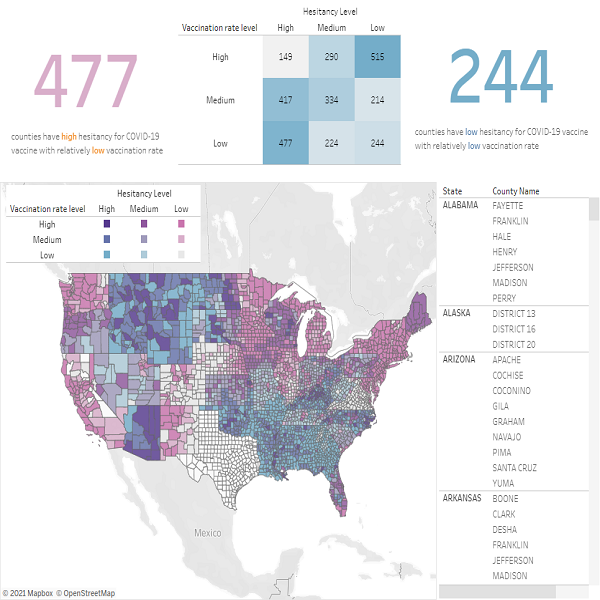 Hesitancy Level
Vaccination rate level High Medium Low
High 149 290 515
Medium 417 334 214
Low 477 224 244
477
counties have high hesitancy for COVID-19
vaccine with relatively low vaccination rate
244
counties have low hesitancy for COVID-19 vaccine
with relatively low vaccination rate
Hesitancy Level
Vaccination rate level High Medium Low
High
Medium
Low
Mexico
© 2021 Mapbox © OpenStreetMap
State County Name
ALABAMA FAYETTE
FRANKLIN
HALE
HENRY
JEFFERSON
MADISON
PERRY
ALASKA DISTRICT 13
DISTRICT 16
DISTRICT 20
ARIZONA APACHE
COCHISE
COCONINO
GILA
GRAHAM
NAVAJO
PIMA
SANTA CRUZ
YUMA
ARKANSAS BOONE
CLARK
DESHA
FRANKLIN
JEFFERSON
MADISON